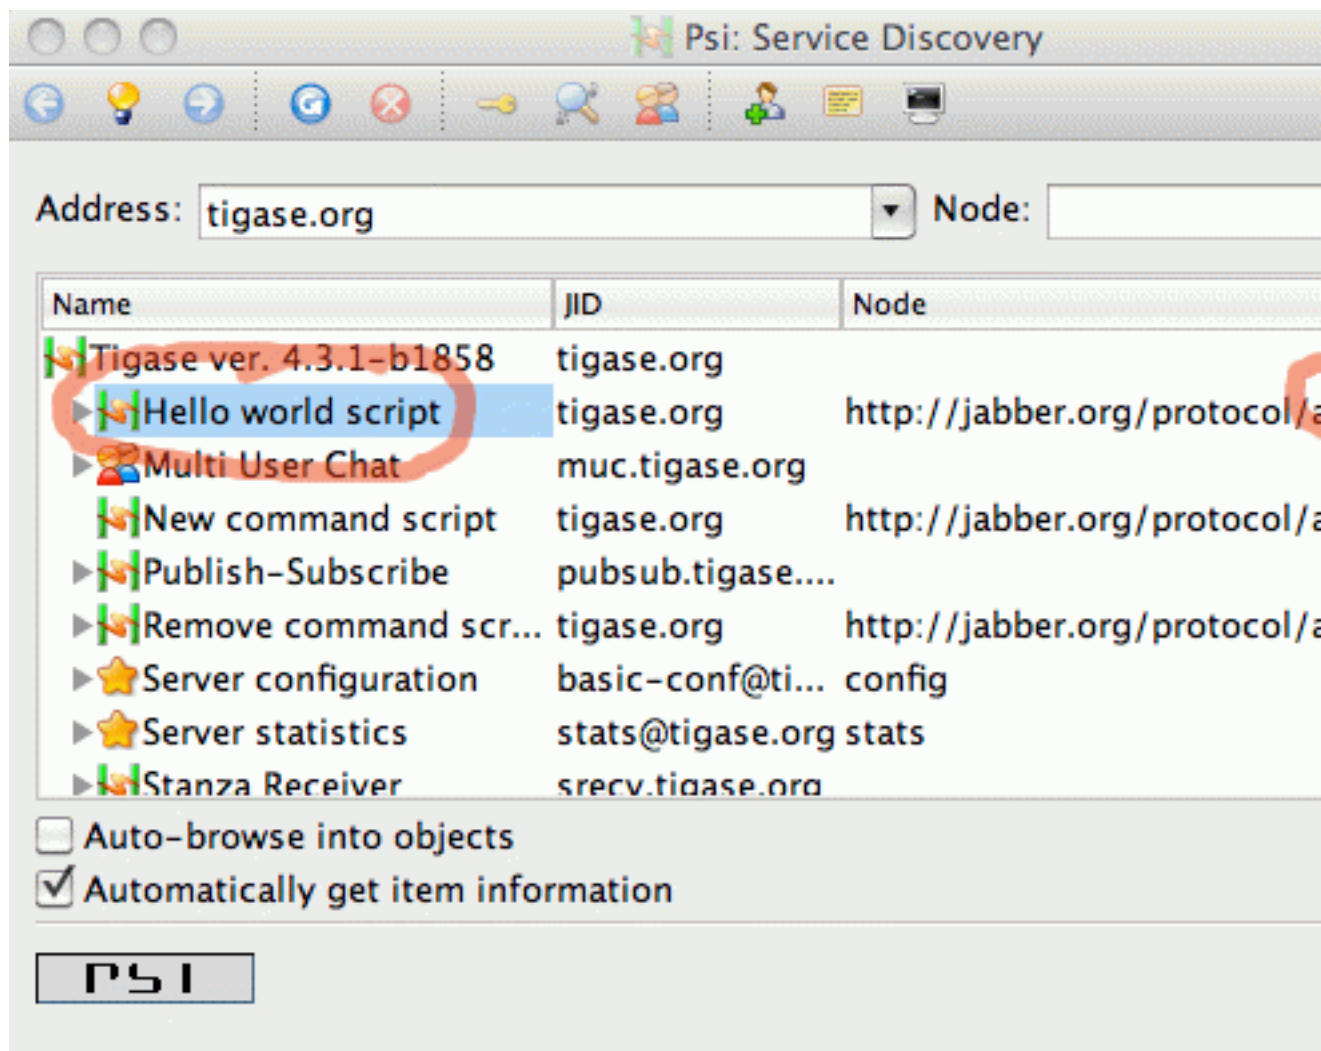 Psi: Service Discovery
Address: tigase.org Node:
Name JID Node
Tigase ver. 4.3.1-b1858 tigase.org
Hello world script tigase.org http://jabber.org/protocol/a
Multi User Chat muc.tigase.org
New command script tigase.org http://jabber.org/protocol/a
Publish-Subscribe pubsub.tigase....
Remove command scr... tigase.org http://jabber.org/protocol/a
Server configuration basic-conf@ti... config
Server statistics stats@tigase.org stats
Stanza Receiver srecv.tigase.org
Auto-browse into objects
Automatically get item information
PSI